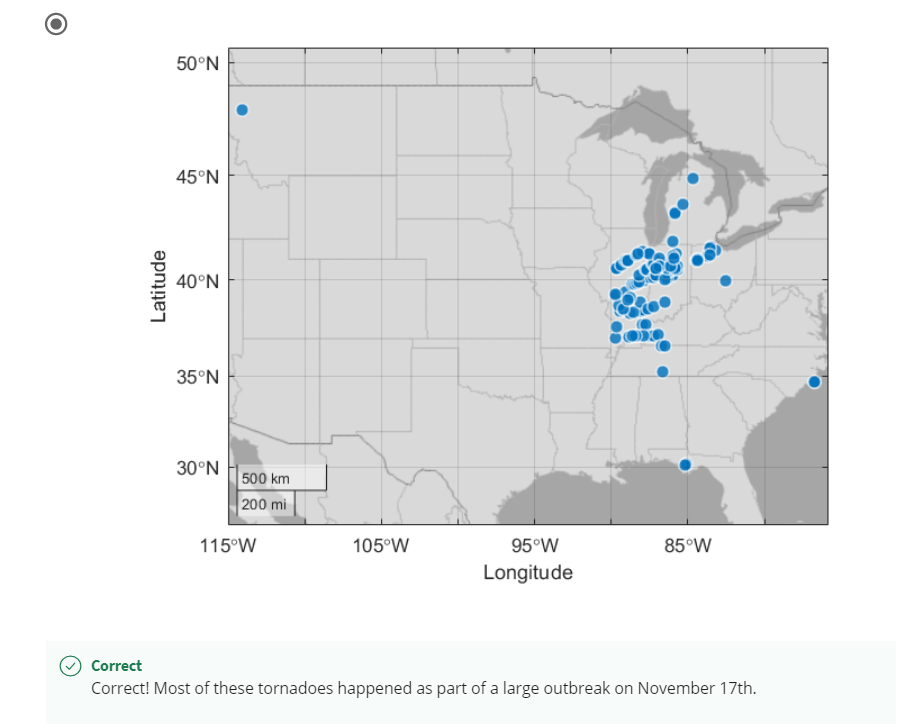 50°N
45°N
40°N
35°N
30°N
Latitude
500 km
200 mi
115°W
105°W
95°W
85°W
Longitude
Correct
Correct! Most of these tornadoes happened as part of a large outbreak on November 17th.